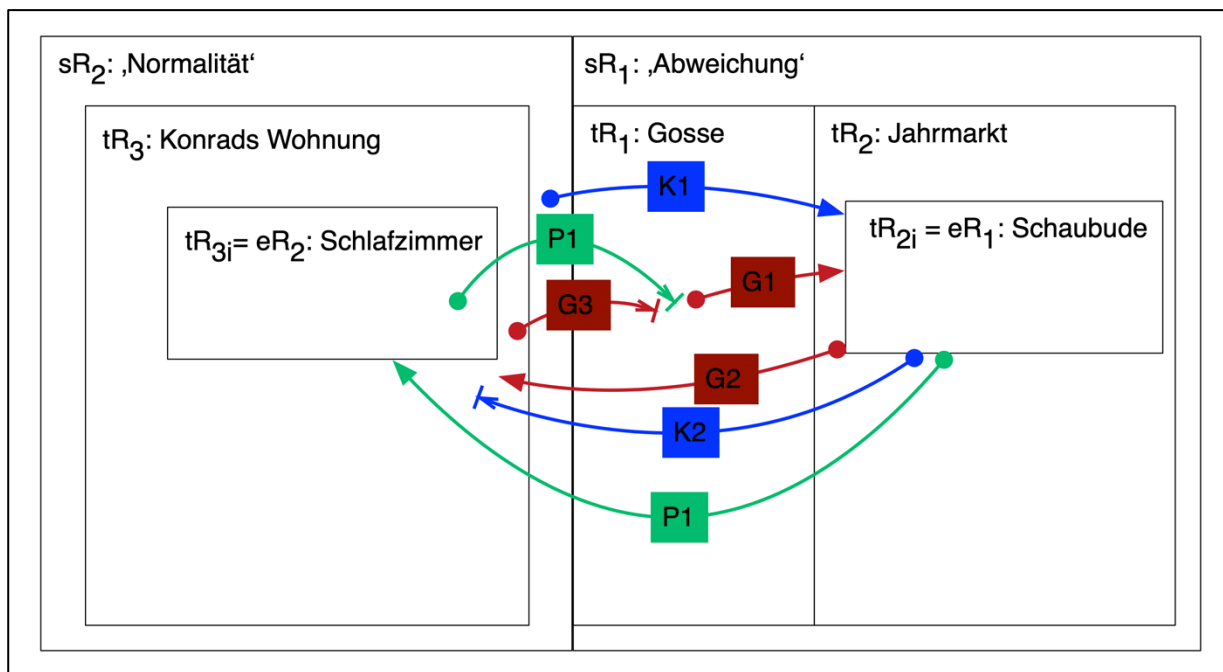 sR2: ‚Normalität‘
sR1: ‚Abweichung‘
tR3: Konrads Wohnung
tR1: Gosse
tR2: Jahrmarkt
K1
tR3i= eR2: Schlafzimmer
P1
tR2i = eR1: Schaubude
G3
G1
G2
K2
P1